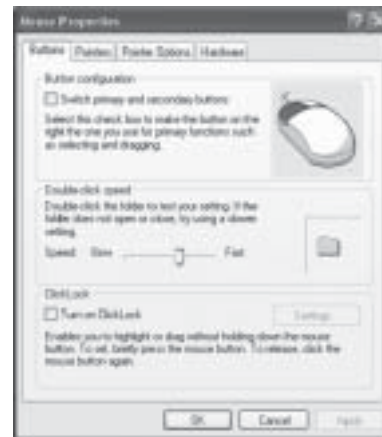 Mouse Properties
Buttons Pointers Pointer Options Hardware
Button configuration
Switch primary and secondary buttons
Select this check box to make the button on the
right the one you use for primary functions such
as selecting and dragging.
Double-click speed
Double-click the folder to test your setting. If the
folder does not open or close, try using a slower
setting.
Speed: Slow Fast
ClickLock
Turn on ClickLock Settings
Enables you to highlight or drag without holding down the mouse
button. To set, briefly press the mouse button. To release, click the
mouse button again.
OK Cancel Apply